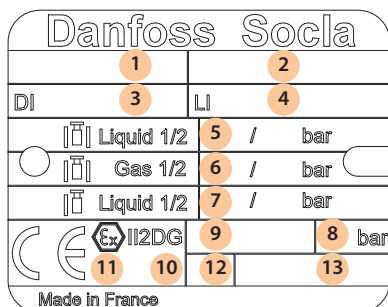 Danfoss Socla
1 2
DI 3 LI 4
Liquid 1/2 5 / bar
Gas 1/2 6 / bar
Liquid 1/2 7 / bar
CE Ex II2DG 9 8 bar
11 10 12 13
Made in France